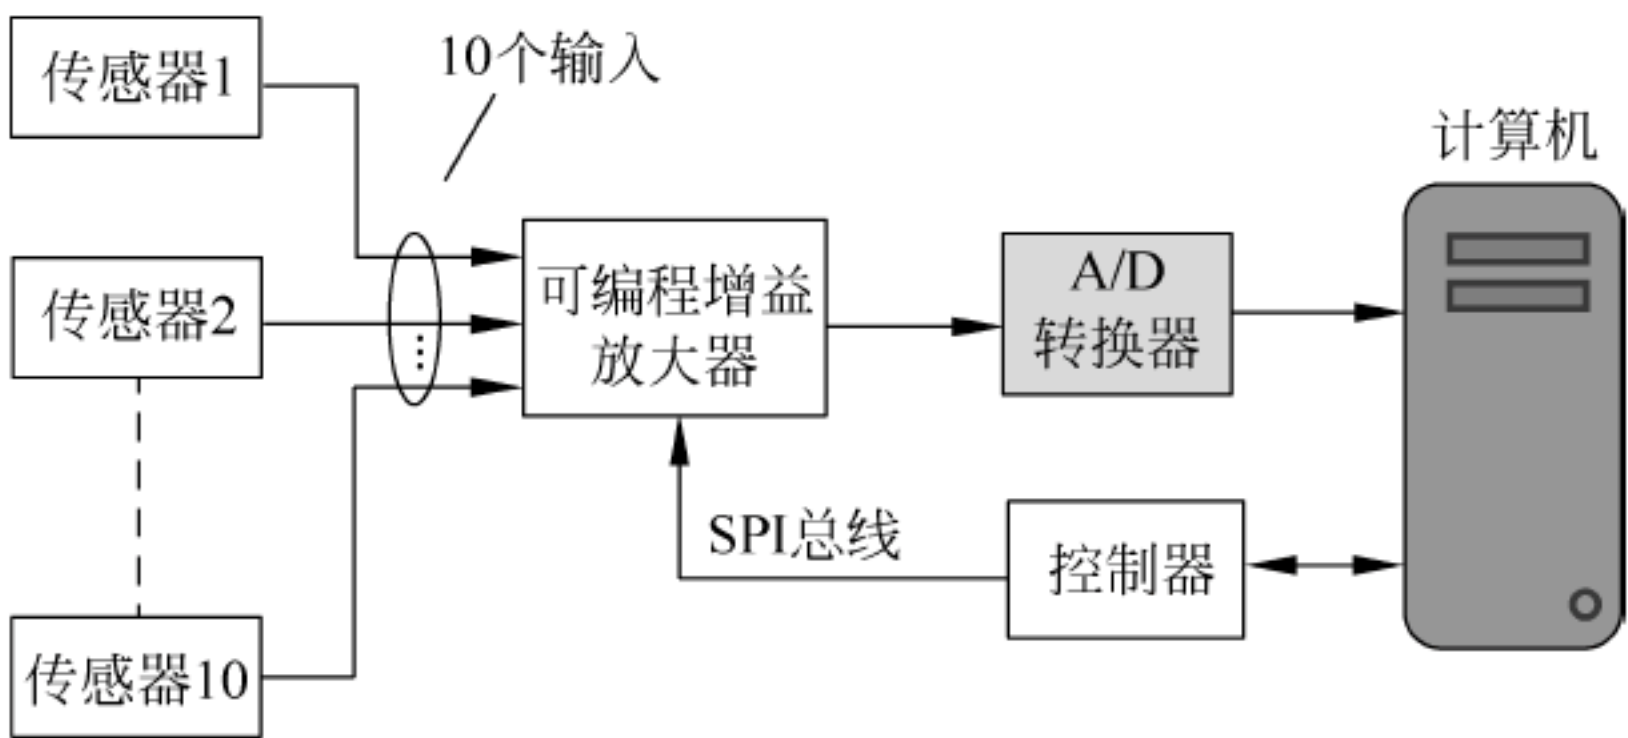 传感器1
10个输入
计算机
传感器2
可编程增益
放大器
A/D
转换器
SPI总线
控制器
传感器10